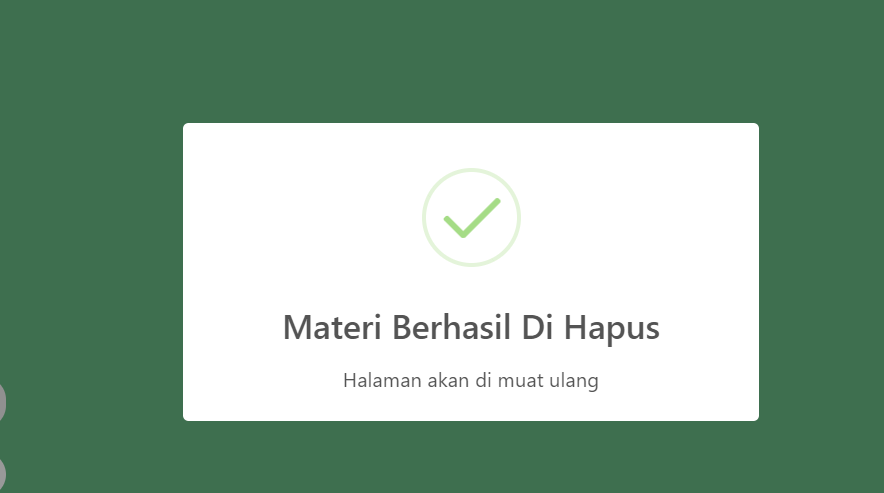 Materi Berhasil Di Hapus
Halaman akan di muat ulang